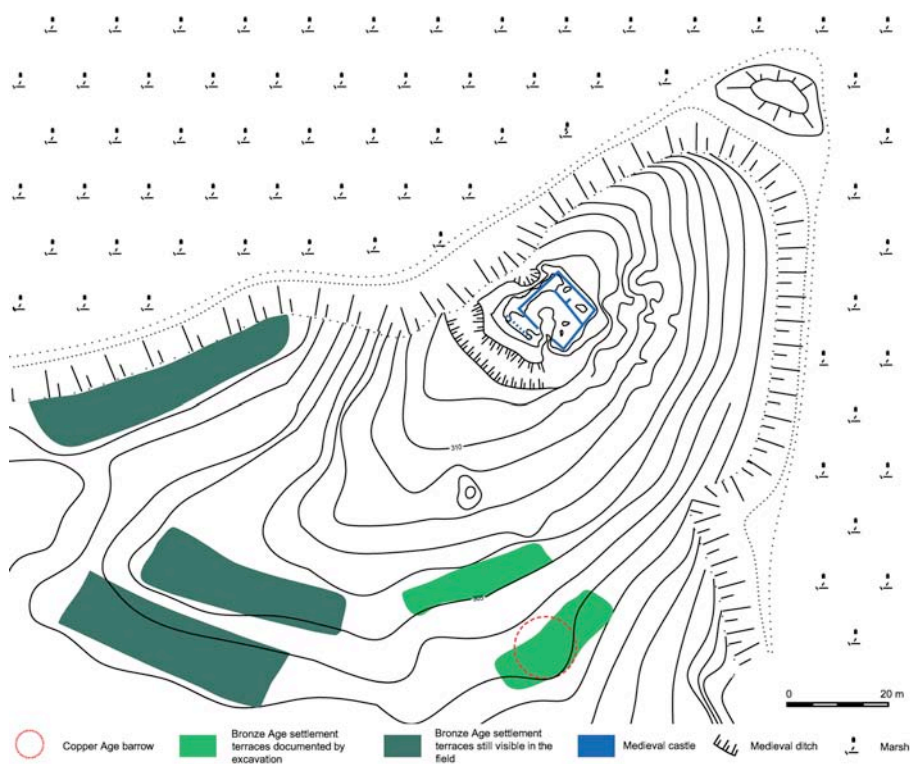 310
305
0 20 m
Copper Age barrow
Bronze Age settlement
terraces documented by
excavation
Bronze Age settlement
terraces still visible in the
field
Medieval castle
Medieval ditch
Marsh